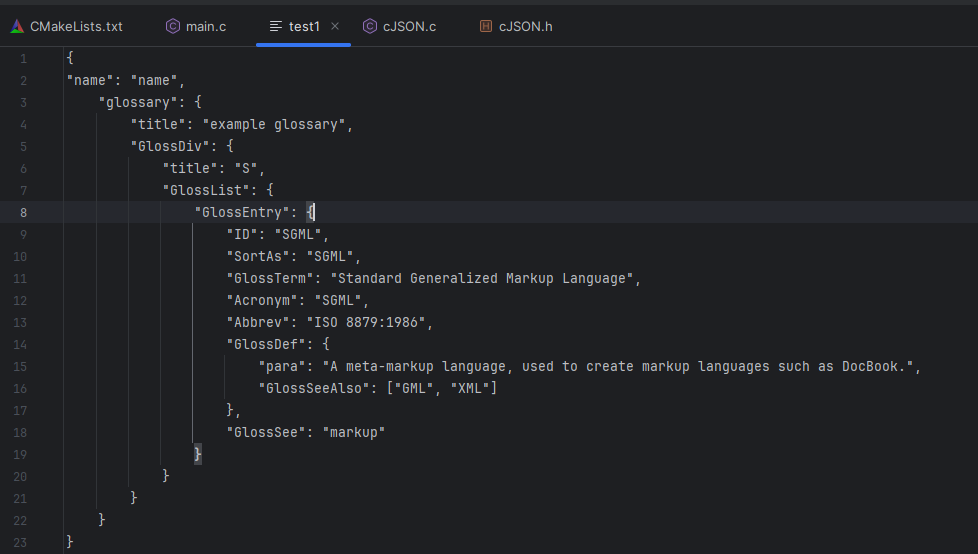 CMakeLists.txt main.c test1 cJSON.c cJSON.h
1 {
2 "name": "name",
3     "glossary": {
4         "title": "example glossary",
5         "GlossDiv": {
6             "title": "S",
7             "GlossList": {
8                 "GlossEntry": {
9                     "ID": "SGML",
10                     "SortAs": "SGML",
11                     "GlossTerm": "Standard Generalized Markup Language",
12                     "Acronym": "SGML",
13                     "Abbrev": "ISO 8879:1986",
14                     "GlossDef": {
15                         "para": "A meta-markup language, used to create markup languages such as DocBook.",
16                         "GlossSeeAlso": ["GML", "XML"]
17                     },
18                     "GlossSee": "markup"
19                 }
20             }
21         }
22     }
23 }